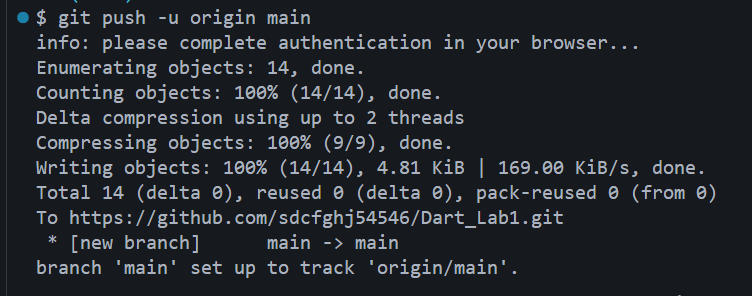 $ git push -u origin main
info: please complete authentication in your browser...
Enumerating objects: 14, done.
Counting objects: 100% (14/14), done.
Delta compression using up to 2 threads
Compressing objects: 100% (9/9), done.
Writing objects: 100% (14/14), 4.81 KiB | 169.00 KiB/s, done.
Total 14 (delta 0), reused 0 (delta 0), pack-reused 0 (from 0)
To https://github.com/sdcfghj54546/Dart_Lab1.git
 * [new branch]      main -> main
branch 'main' set up to track 'origin/main'.